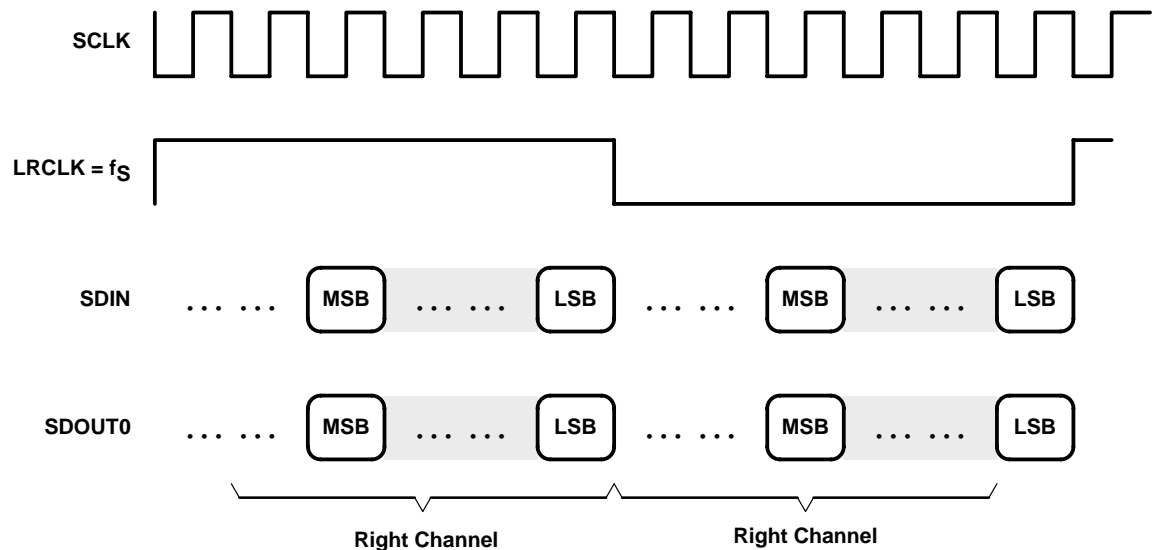 SCLK
LRCLK = fS
SDIN
... ... MSB ... ... LSB ... ... MSB ... ... LSB
SDOUT0
... ... MSB ... ... LSB ... ... MSB ... ... LSB
Right Channel Right Channel